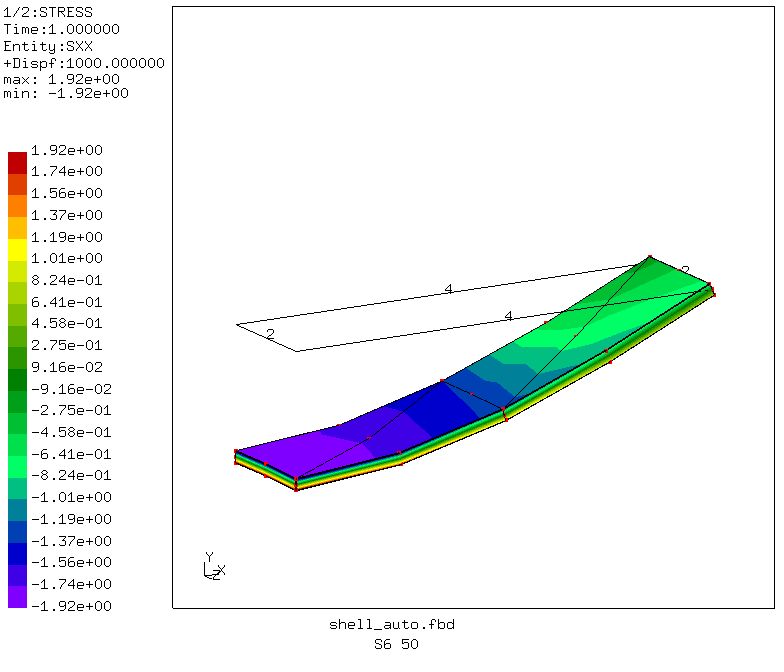 1/2:STRESS
Time:1.000000
Entity:SXX
+Dispf:1000.000000
max: 1.92e+00
min: -1.92e+00
1.92e+00
1.74e+00
1.56e+00
1.37e+00
1.19e+00
1.01e+00
8.24e-01
6.41e-01
4.58e-01
2.75e-01
9.16e-02
-9.16e-02
-2.75e-01
-4.58e-01
-6.41e-01
-8.24e-01
-1.01e+00
-1.19e+00
-1.37e+00
-1.56e+00
-1.74e+00
-1.92e+00
2
4
4
2
Y
X
Z
shell_auto.fbd
S6 50